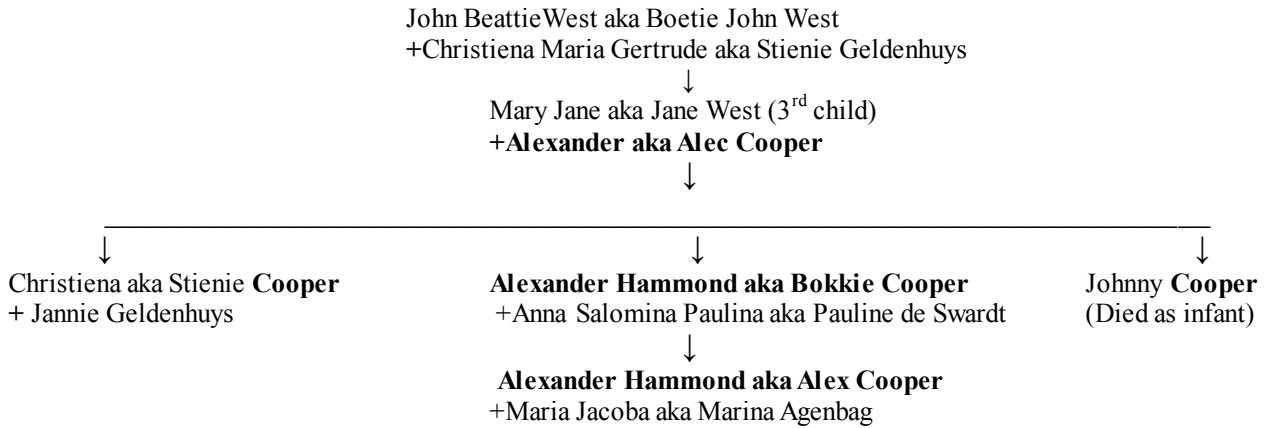 John BeattieWest aka Boetie John West
+Christiena Maria Gertrude aka Stienie Geldenhuys
↓
Mary Jane aka Jane West (3rd child)
+Alexander aka Alec Cooper
↓
↓ ↓ ↓
Christiena aka Stienie Cooper Alexander Hammond aka Bokkie Cooper Johnny Cooper
+ Jannie Geldenhuys +Anna Salomina Paulina aka Pauline de Swardt (Died as infant)
↓
Alexander Hammond aka Alex Cooper
+Maria Jacoba aka Marina Agenbag